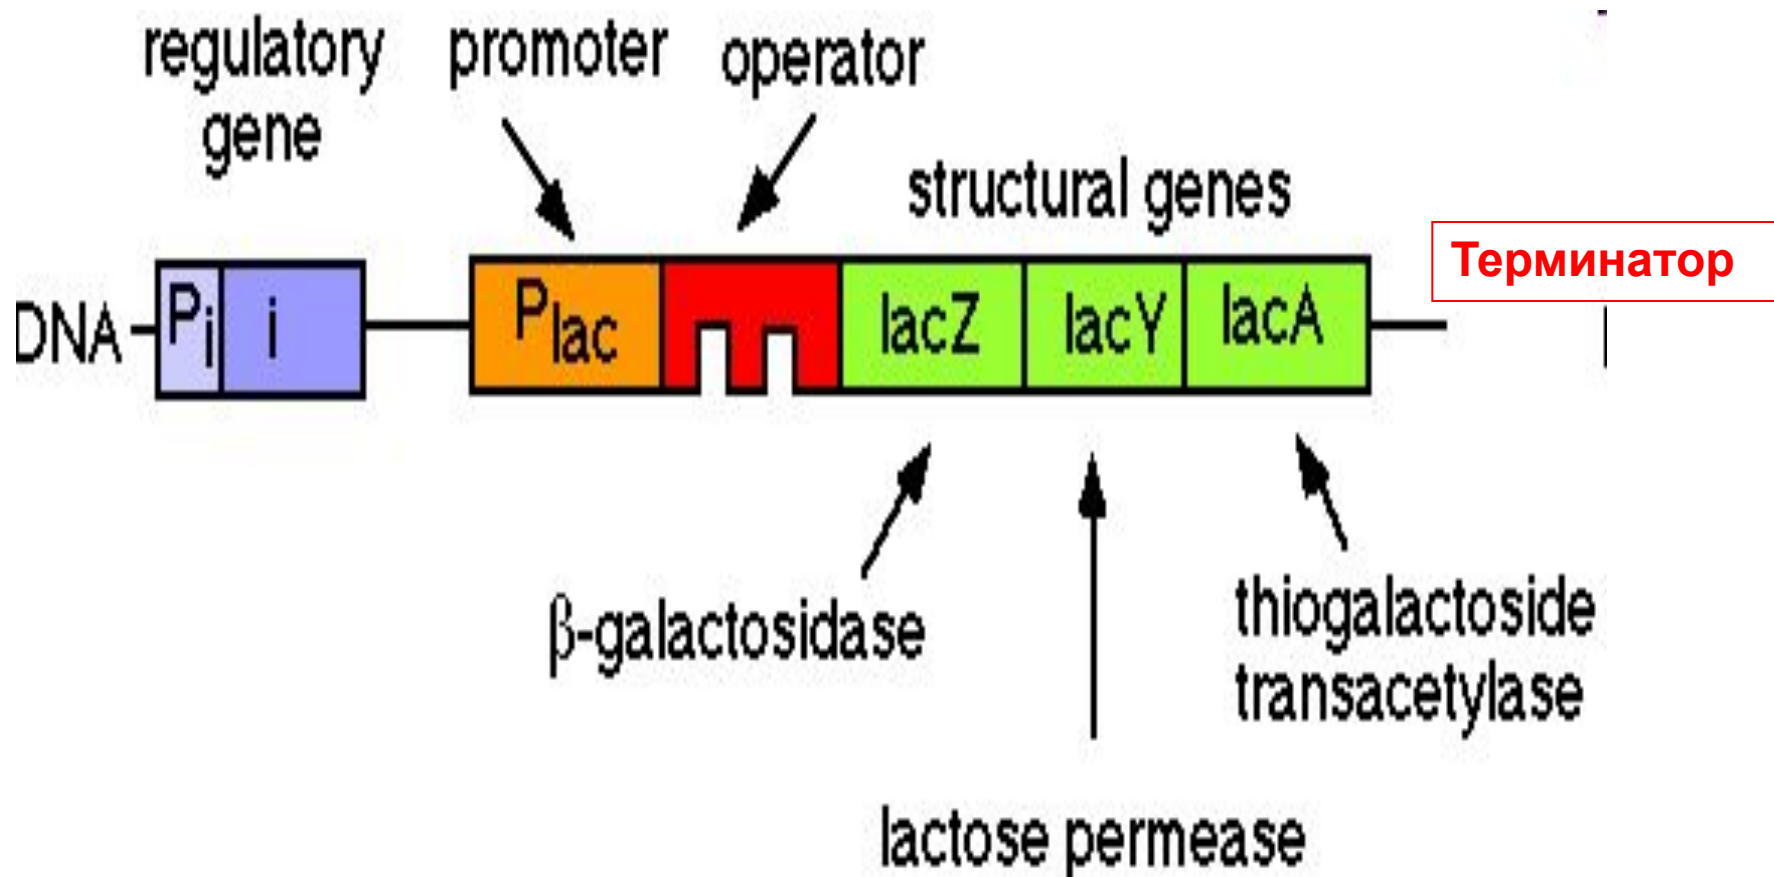 regulatory
gene
promoter
operator
structural genes
Терминатор
DNA
Pi
i
Plac
lacZ
lacY
lacA
β-galactosidase
thiogalactoside
transacetylase
lactose permease